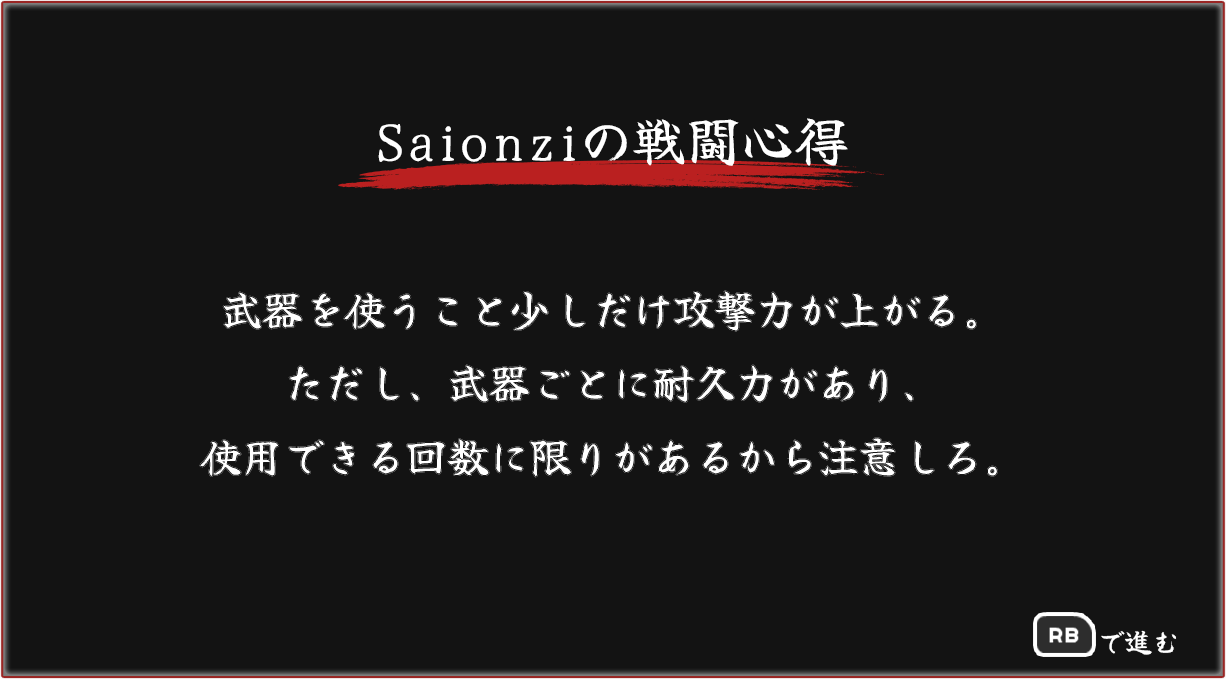 Saionziの戦闘心得
武器を使うこと少しだけ攻撃力が上がる。
ただし、武器ごとに耐久力があり、
使用できる回数に限りがあるから注意しろ。
RBで進む